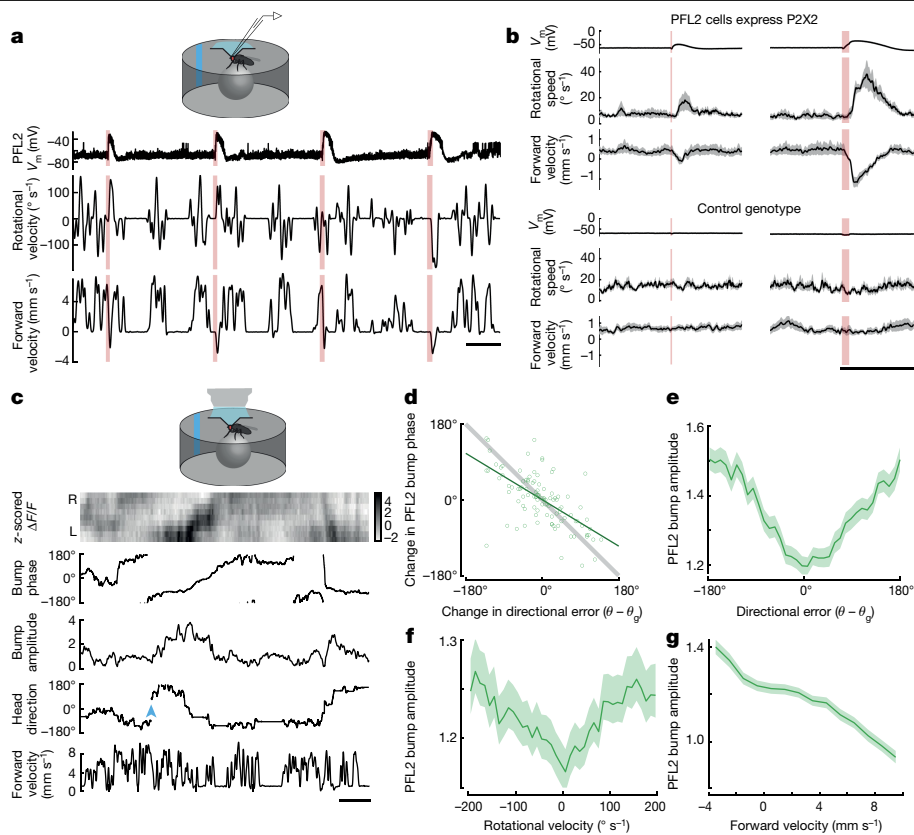 a
PFL2
Vm (mV)
−40
−80
Rotational
velocity (° s−1)
100
0
−100
Forward
velocity (mm s−1)
4
0
−4
b
PFL2 cells express P2X2
Vm
(mV)
0
−50
Rotational
speed
(° s−1)
40
20
0
Forward
velocity
(mm s−1)
1
0
−1
Control genotype
Vm
(mV)
0
−50
Rotational
speed
(° s−1)
40
20
0
Forward
velocity
(mm s−1)
1
0
−1
c
z-scored
ΔF/F
R
L
4
2
0
−2
Bump
phase
180°
0°
−180°
Bump
amplitude
4
2
0
Head
direction
180°
0°
−180°
Forward
velocity
(mm s−1)
8
4
0
d
Change in PFL2 bump phase
180°
0°
−180°
−180°
0°
180°
Change in directional error (θ − θg)
e
PFL2 bump amplitude
1.6
1.4
1.2
−180°
0
180°
Directional error (θ − θg)
f
PFL2 bump amplitude
1.3
1.2
−200
−100
0
100
200
Rotational velocity (° s−1)
g
PFL2 bump amplitude
1.4
1.0
−4
0
4
8
Forward velocity (mm s−1)